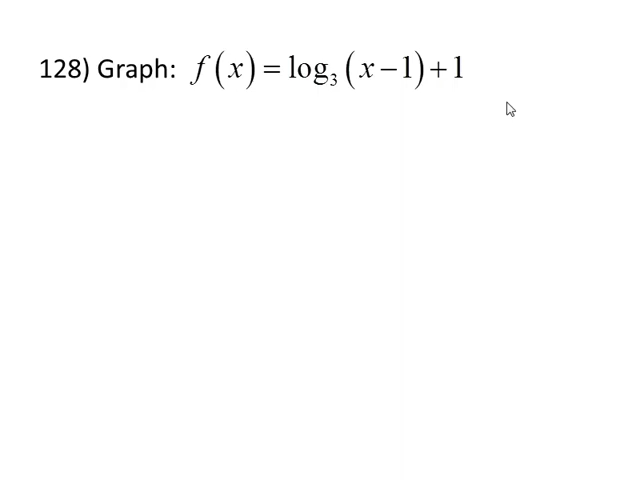 128) Graph: f(x) = log₃(x−1)+1